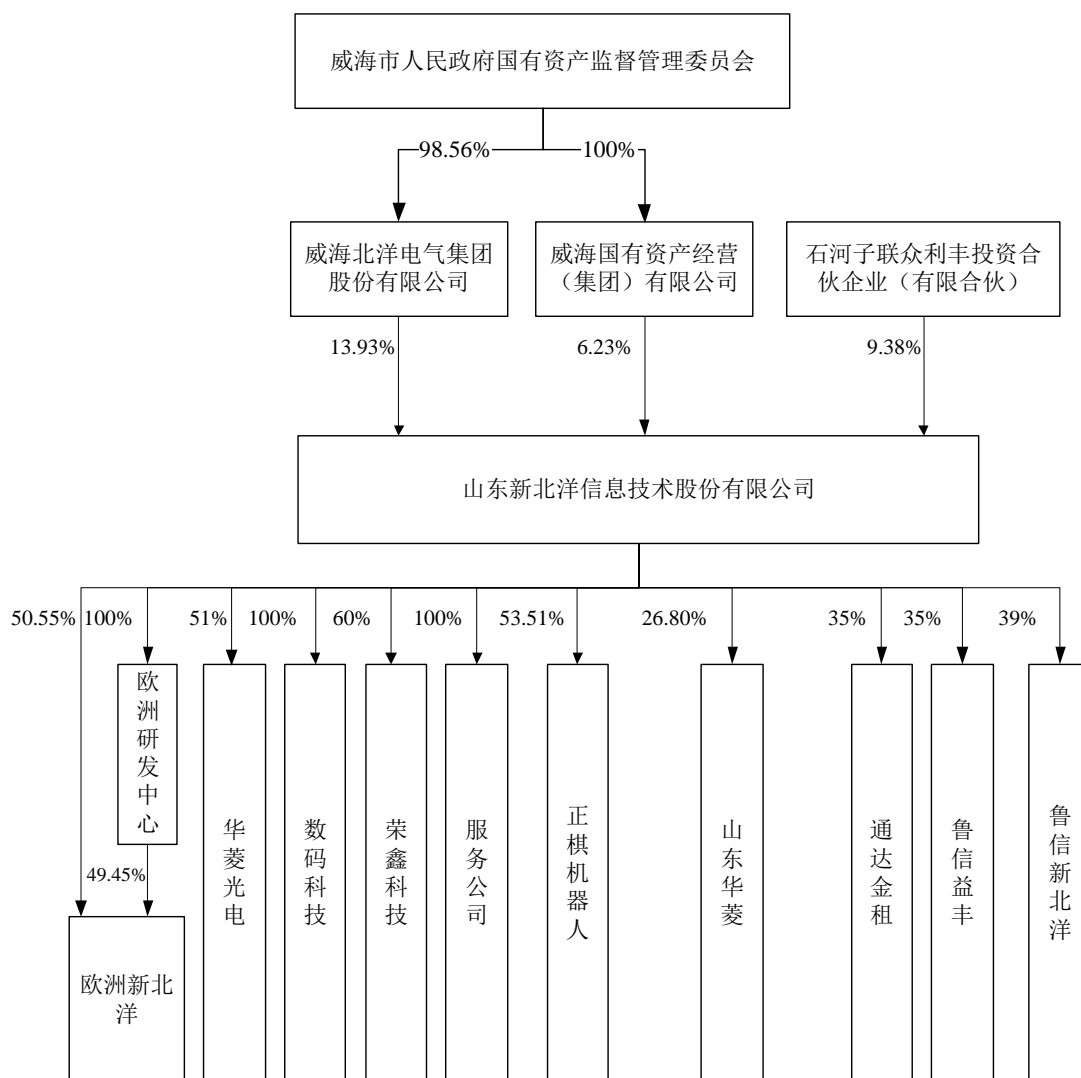 威海市人民政府国有资产监督管理委员会
98.56%
100%
威海北洋电气集团
股份有限公司
威海国有资产经营
（集团）有限公司
石河子联众利丰投资合
伙企业（有限合伙）
13.93%
6.23%
9.38%
山东新北洋信息技术股份有限公司
50.55%
100%
51%
100%
60%
100%
53.51%
26.80%
35%
35%
39%
欧洲研发中心
49.45%
欧洲新北
洋
华菱光电
数码科技
荣鑫科技
服务公司
正棋机器人
山东华菱
通达金租
鲁信益丰
鲁信新北洋